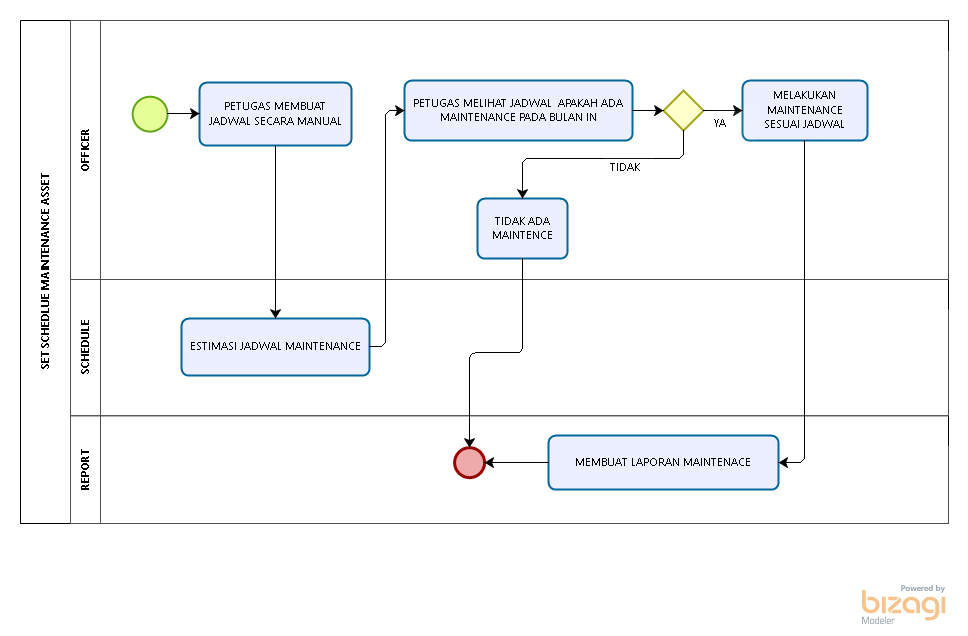 SET SCHEDLUE MAINTENANCE ASSET
OFFICER
PETUGAS MEMBUAT
JADWAL SECARA MANUAL
PETUGAS MELIHAT JADWAL APAKAH ADA
MAINTENANCE PADA BULAN IN
YA
MELAKUKAN
MAINTENANCE
SESUAI JADWAL
TIDAK
TIDAK ADA
MAINTENCE
SCHEDULE
ESTIMASI JADWAL MAINTENANCE
REPORT
MEMBUAT LAPORAN MAINTENACE
Powered by
bizagi
Modeler